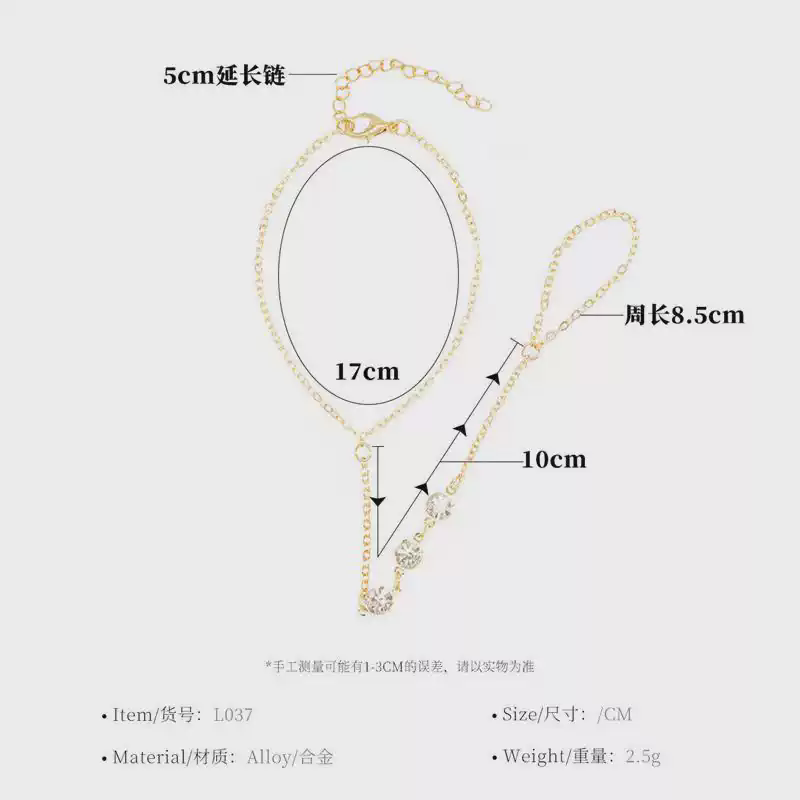 5cm延长链
周长8.5cm
17cm
10cm
*手工测量可能有1-3CM的误差，请以实物为准
• Item/货号：L037
• Size/尺寸：/CM
• Material/材质：Alloy/合金
• Weight/重量：2.5g